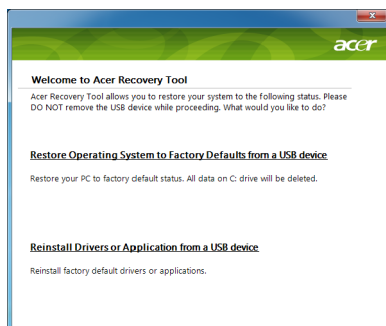 acer
Welcome to Acer Recovery Tool
Acer Recovery Tool allows you to restore your system to the following status. Please
DO NOT remove the USB device while proceeding. What would you like to do?
Restore Operating System to Factory Defaults from a USB device
Restore your PC to factory default status. All data on C: drive will be deleted.
Reinstall Drivers or Application from a USB device
Reinstall factory default drivers or applications.